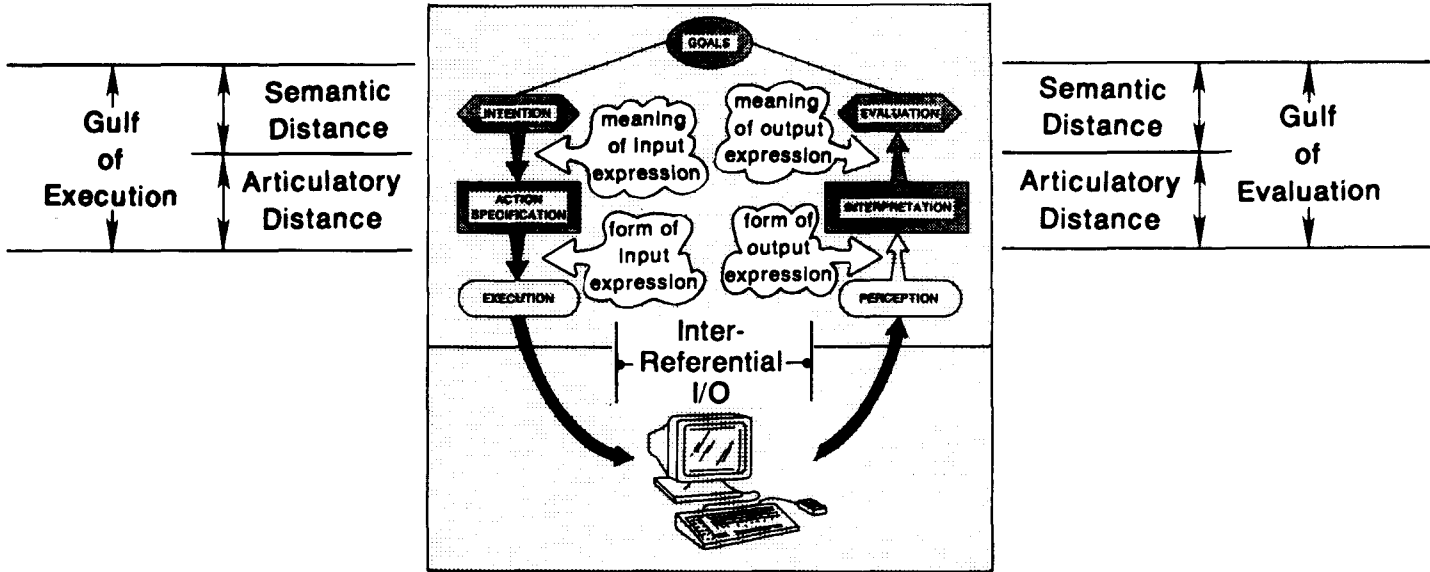 GOALS
Gulf
of
Execution
Semantic
Distance
Articulatory
Distance
INTENTION
meaning
of input
expression
ACTION
SPECIFICATION
form of
input
expression
EXECUTION
meaning
of output
expression
EVALUATION
form of
output
expression
INTERPRETATION
PERCEPTION
Inter-
Referential
I/O
Semantic
Distance
Articulatory
Distance
Gulf
of
Evaluation